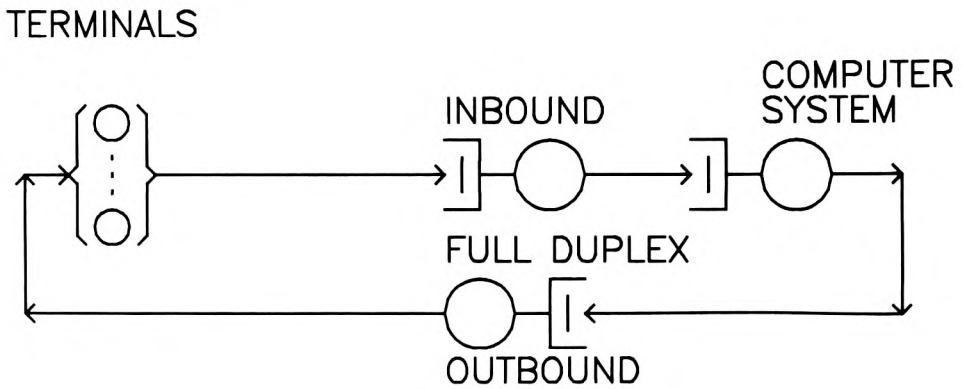 TERMINALS
COMPUTER
SYSTEM
INBOUND
FULL DUPLEX
OUTBOUND